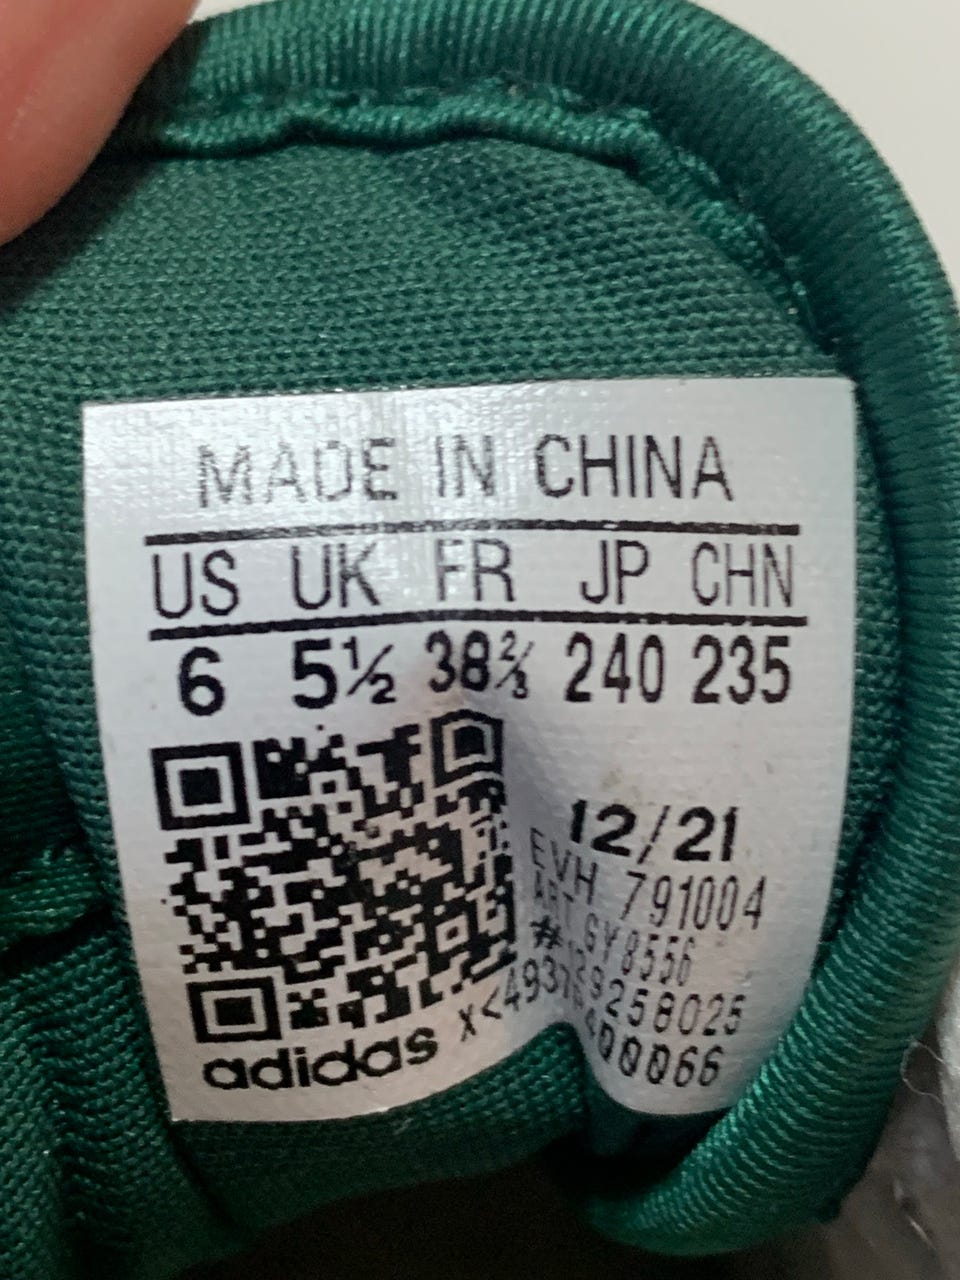 MADE IN CHINA
US UK FR JP CHN
6 5½ 38⅔ 240 235
12/21
EVH 791004
ART GY8556
adidas